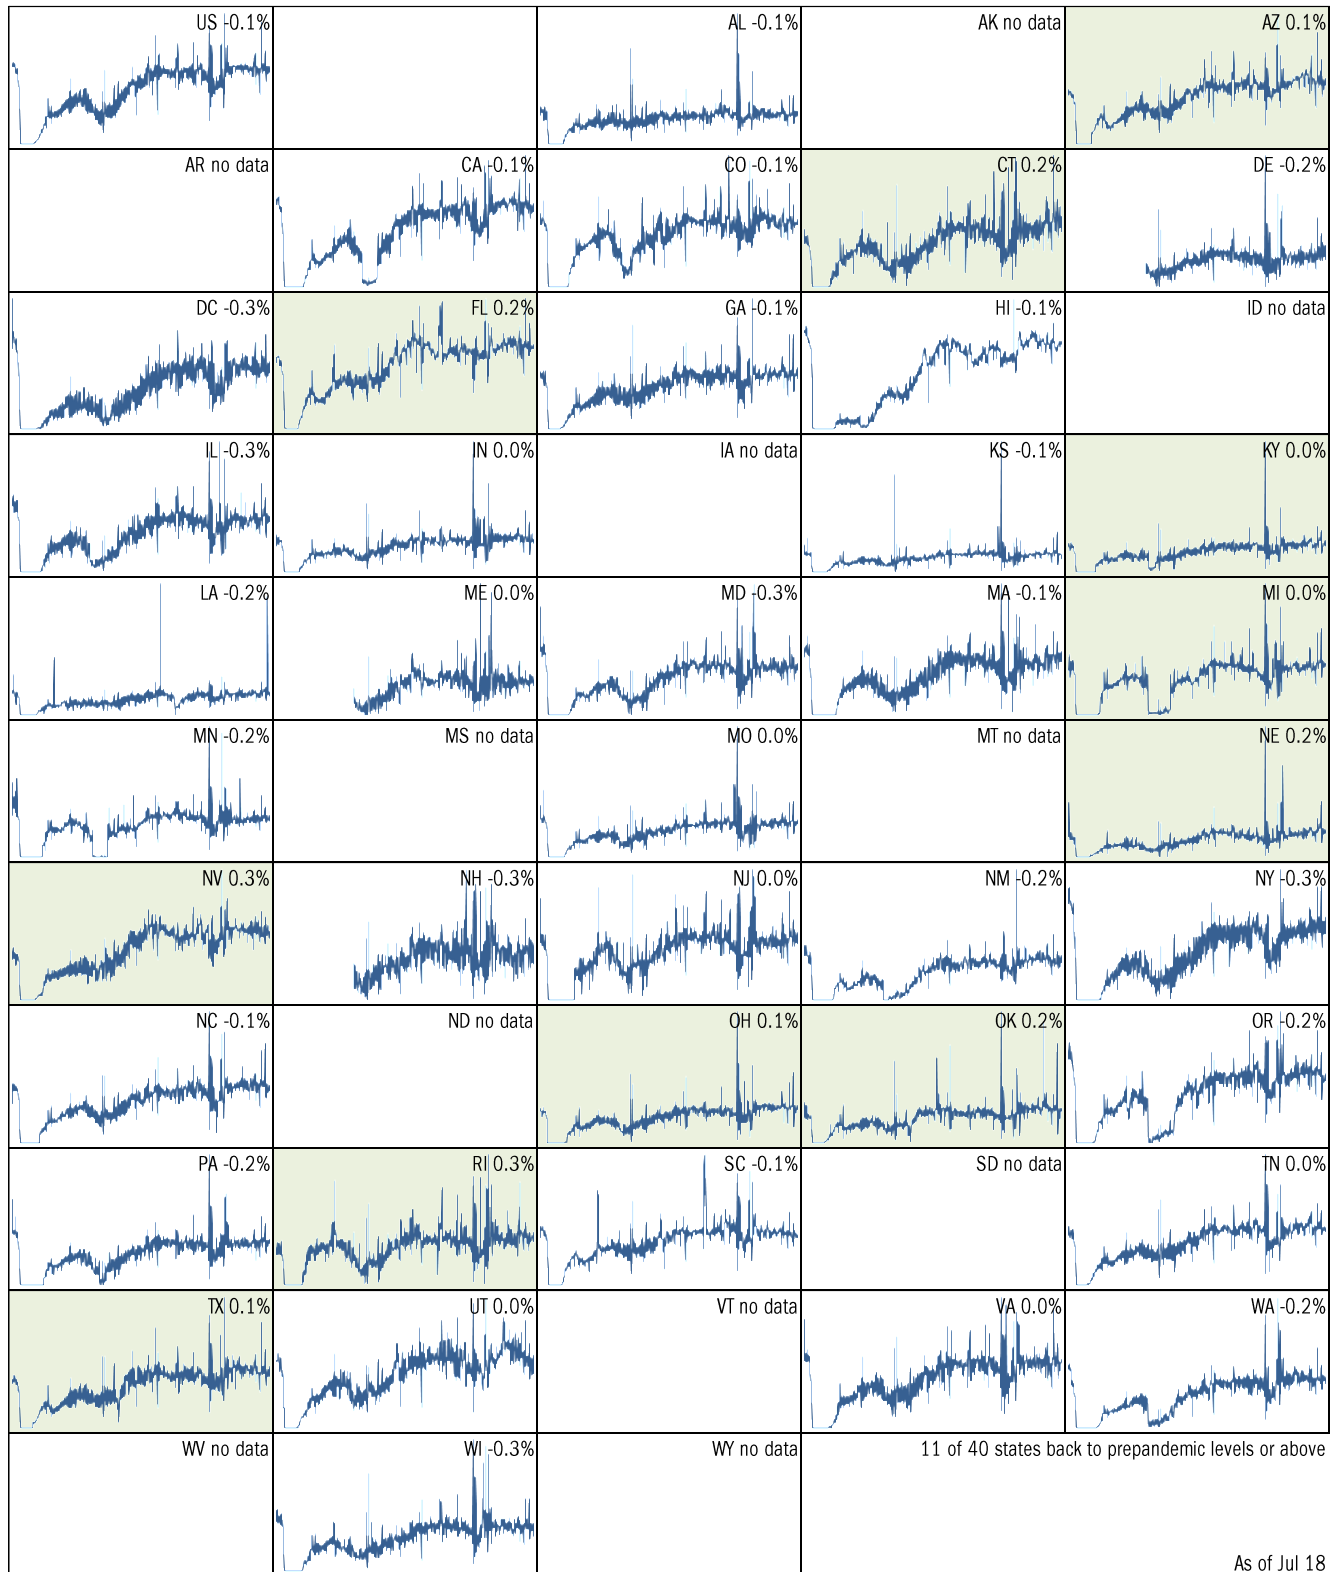 US -0.1%
AL -0.1%
AK no data
AZ 0.1%
AR no data
CA -0.1%
CO -0.1%
CT 0.2%
DE -0.2%
DC -0.3%
FL 0.2%
GA -0.1%
HI -0.1%
ID no data
IL -0.3%
IN 0.0%
IA no data
KS -0.1%
KY 0.0%
LA -0.2%
ME 0.0%
MD -0.3%
MA -0.1%
MI 0.0%
MN -0.2%
MS no data
MO 0.0%
MT no data
NE 0.2%
NV 0.3%
NH -0.3%
NJ 0.0%
NM -0.2%
NY -0.3%
NC -0.1%
ND no data
OH 0.1%
OK 0.2%
OR -0.2%
PA -0.2%
RI 0.3%
SC -0.1%
SD no data
TN 0.0%
TX 0.1%
UT 0.0%
VT no data
VA 0.0%
WA -0.2%
WV no data
WI -0.3%
WY no data
11 of 40 states back to prepandemic levels or above
As of Jul 18